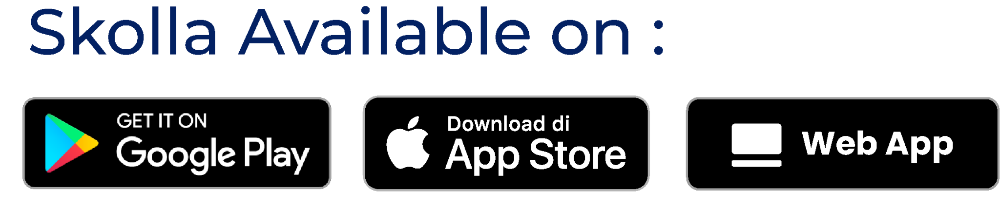 Skolla Available on :
GET IT ON
Google Play
Download di
App Store
Web App